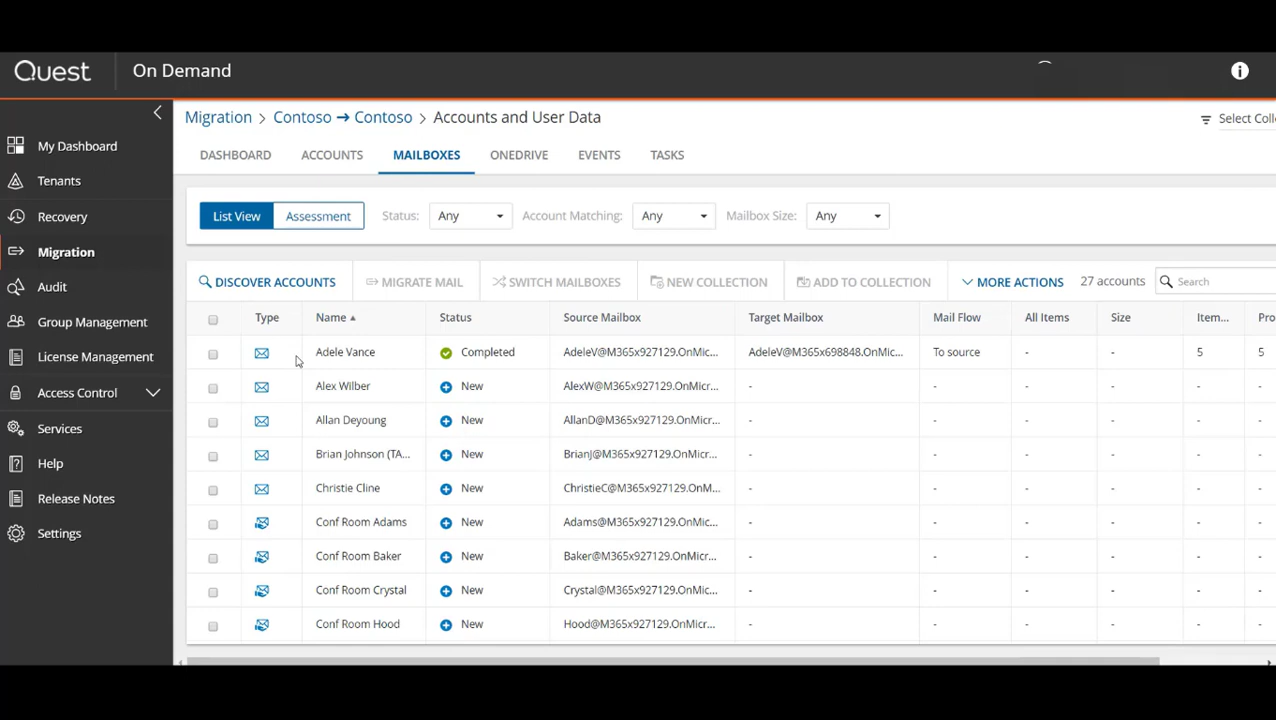 Quest On Demand
Migration > Contoso → Contoso > Accounts and User Data
Select Colle
DASHBOARD ACCOUNTS MAILBOXES ONEDRIVE EVENTS TASKS
List View Assessment Status: Any Account Matching: Any Mailbox Size: Any
DISCOVER ACCOUNTS MIGRATE MAIL SWITCH MAILBOXES NEW COLLECTION ADD TO COLLECTION MORE ACTIONS 27 accounts Search
My Dashboard
Tenants
Recovery
Migration
Audit
Group Management
License Management
Access Control
Services
Help
Release Notes
Settings
Type Name Status Source Mailbox Target Mailbox Mail Flow All Items Size Item... Pro
Adele Vance Completed AdeleV@M365x927129.OnMic... AdeleV@M365x698848.OnMic... To source - - 5 5
Alex Wilber New AlexW@M365x927129.OnMicr... - - - - - -
Allan Deyoung New AllanD@M365x927129.OnMicr... - - - - - -
Brian Johnson (TA... New BrianJ@M365x927129.OnMicr... - - - - - -
Christie Cline New ChristieC@M365x927129.OnM... - - - - - -
Conf Room Adams New Adams@M365x927129.OnMic... - - - - - -
Conf Room Baker New Baker@M365x927129.OnMicr... - - - - - -
Conf Room Crystal New Crystal@M365x927129.OnMic... - - - - - -
Conf Room Hood New Hood@M365x927129.OnMicr... - - - - - -